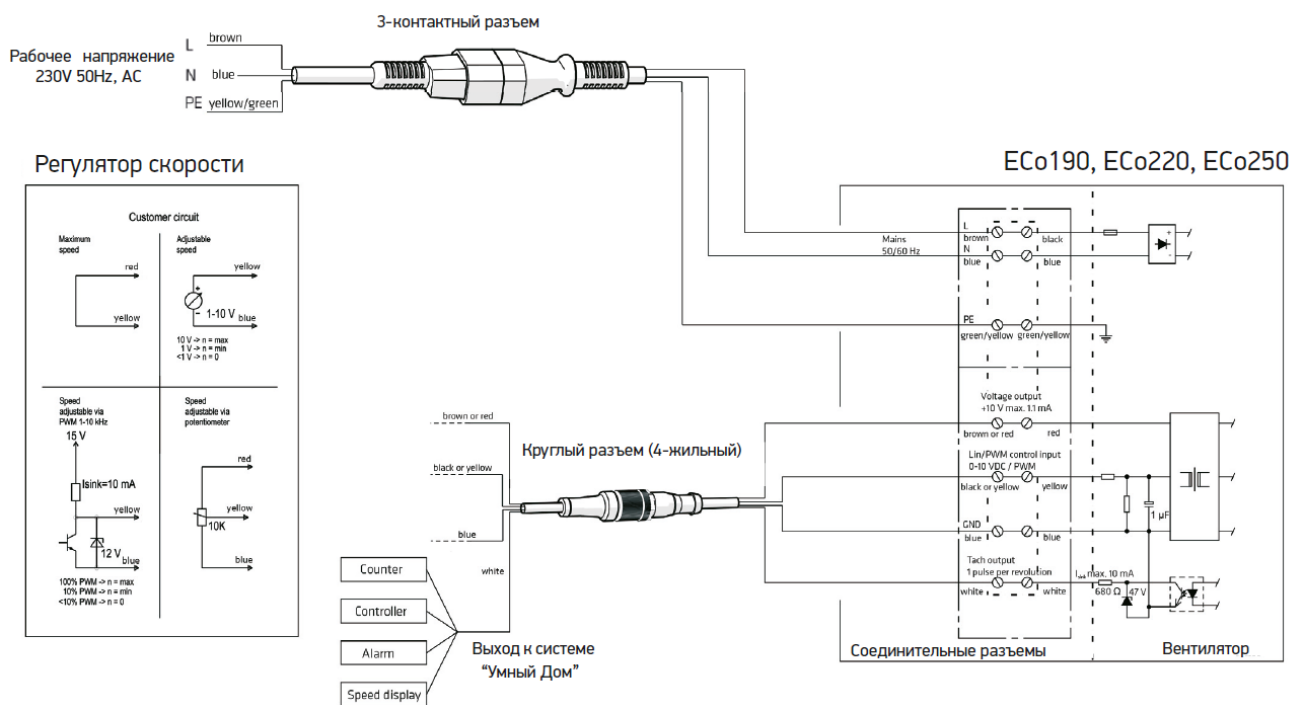 3-контактный разъем
Рабочее напряжение
230V 50Hz, AC
L brown
N blue
PE yellow/green
Регулятор скорости
Customer circuit
Maximum
speed
red
yellow
Adjustable
speed
yellow
+
1-10 V
-
blue
10 V -> n = max
1 V -> n = min
<1 V -> n = 0
Speed
adjustable via
PWM 1-10 kHz
15 V
Isink=10 mA
yellow
12 V
blue
100% PWM -> n = max
10% PWM -> n = min
<10% PWM -> n = 0
Speed
adjustable via
potentiometer
red
yellow
10K
blue
brown or red
black or yellow
blue
white
Круглый разъем (4-жильный)
Counter
Controller
Alarm
Speed display
Выход к системе
“Умный Дом”
ECo190, ECo220, ECo250
Mains
50/60 Hz
L
brown
black
N
blue
blue
+
-
PE
green/yellow green/yellow
Voltage output
+10 V max. 1.1 mA
brown or red
red
Lin/PWM control input
0-10 VDC / PWM
black or yellow
yellow
1 µF
GND
blue
blue
Tach output
1 pulse per revolution
white
white
Isink max. 10 mA
680 Ω
47 V
Соединительные разъемы
Вентилятор